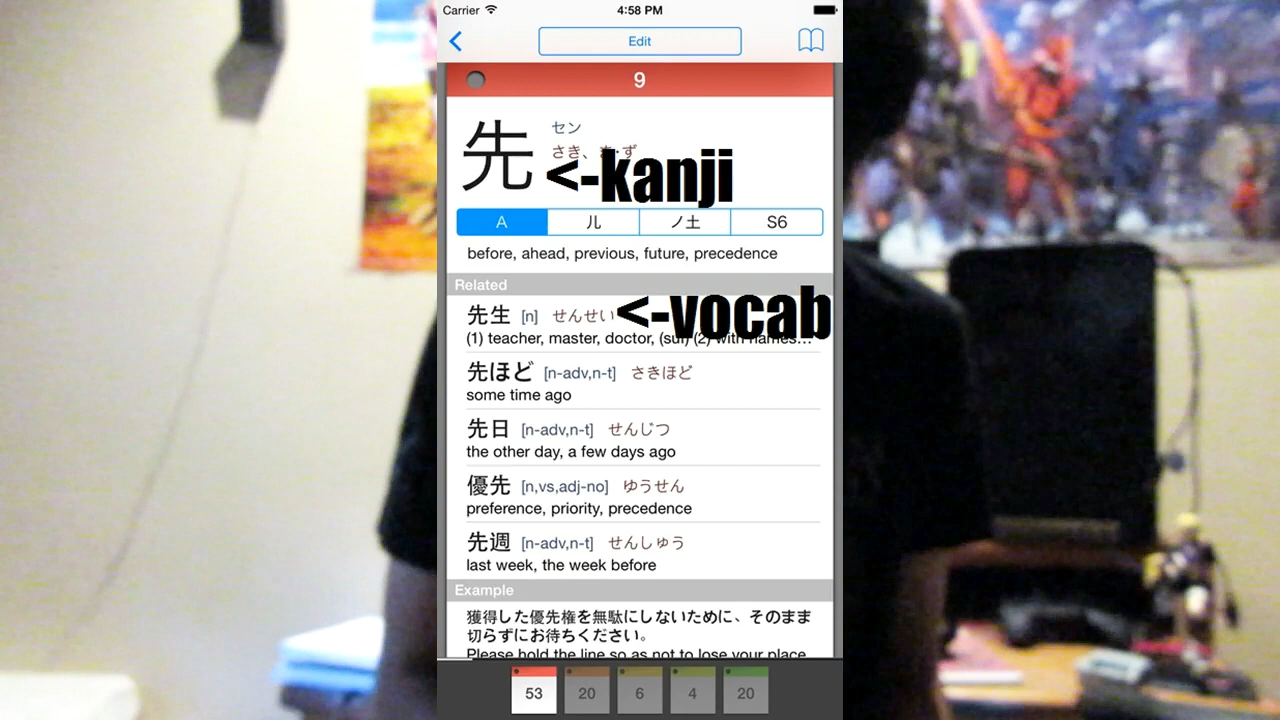 Carrier 4:58 PM
Edit
9
先
セン
さき、ま･ず
<-kanji
A ル ノ土 S6
before, ahead, previous, future, precedence
Related
<-vocab
先生 [n] せんせい
(1) teacher, master, doctor, (suf) (2) with names…
先ほど [n-adv,n-t] さきほど
some time ago
先日 [n-adv,n-t] せんじつ
the other day, a few days ago
優先 [n,vs,adj-no] ゆうせん
preference, priority, precedence
先週 [n-adv,n-t] せんしゅう
last week, the week before
Example
獲得した優先権を無駄にしないために、そのまま
切らずにお待ちください。
Please hold the line so as not to lose your place
53 20 6 4 20